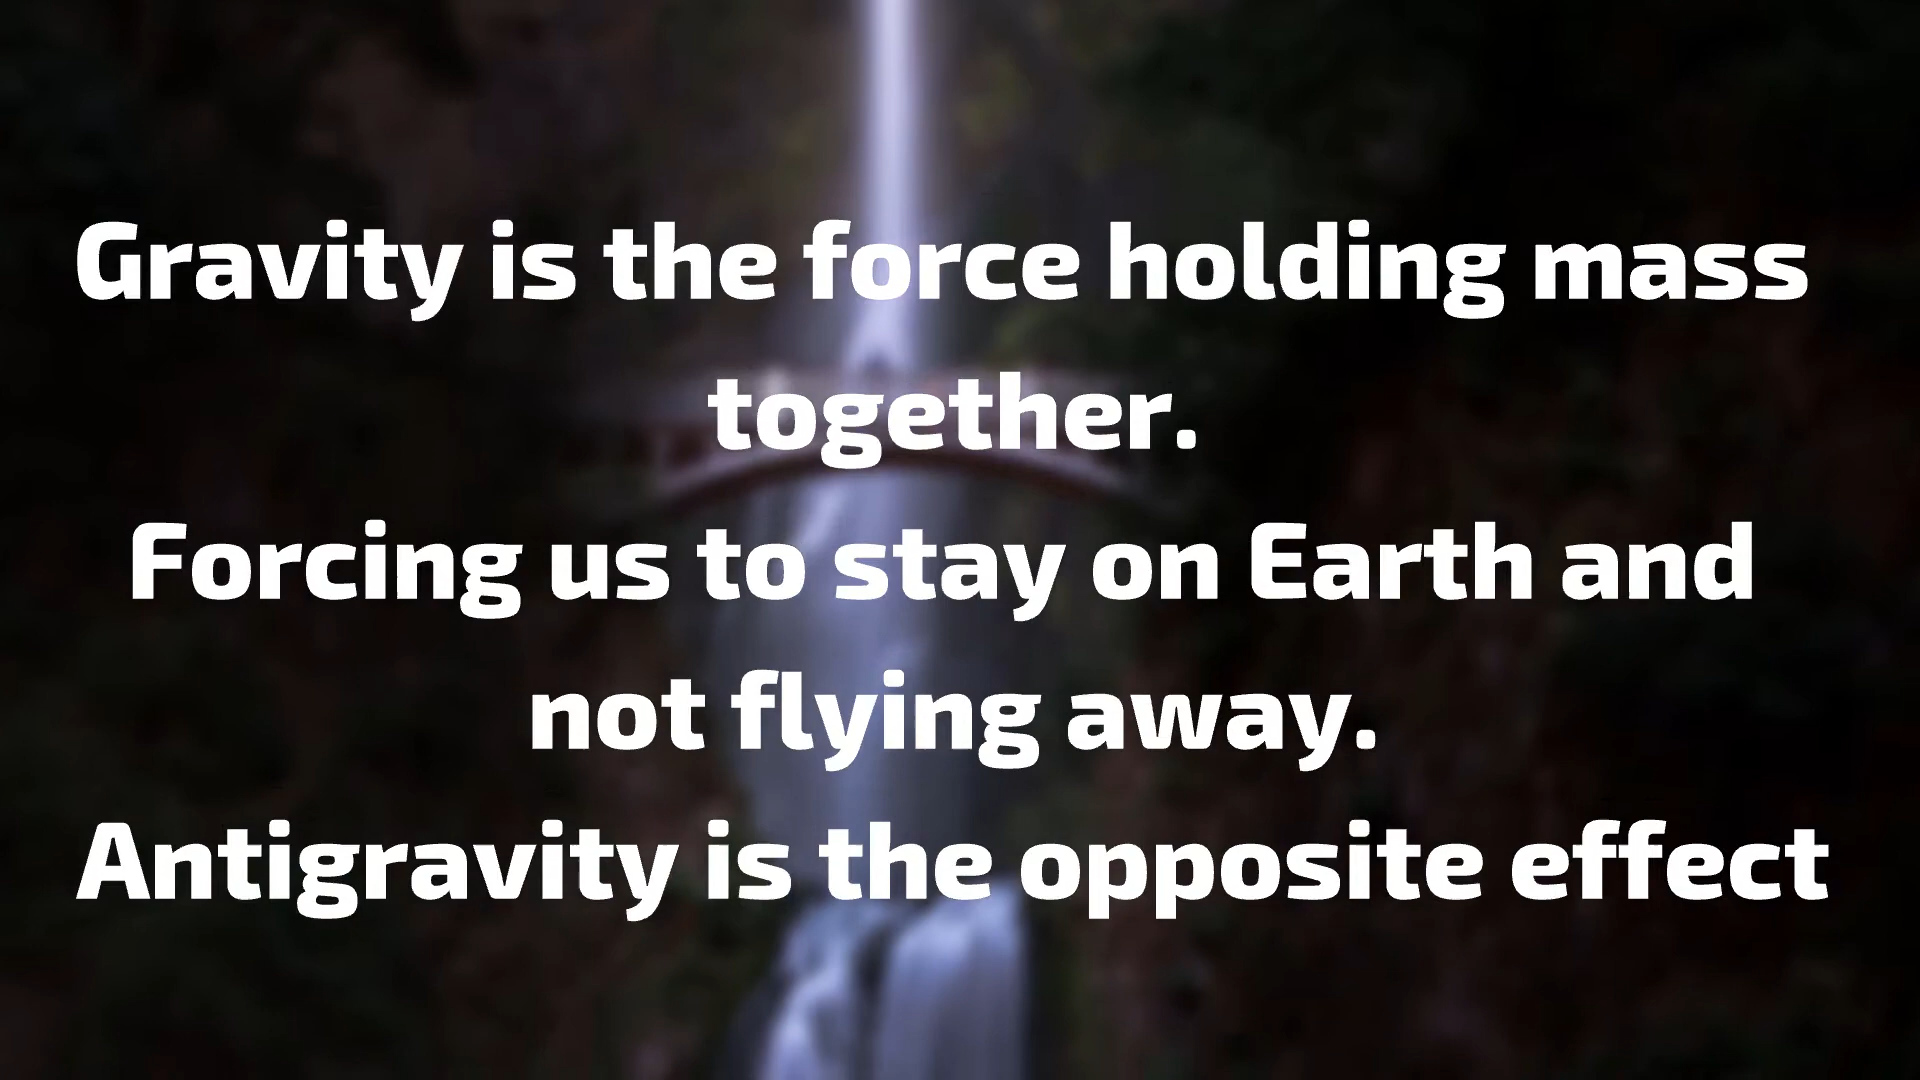 Gravity is the force holding mass
together.
Forcing us to stay on Earth and
not flying away.
Antigravity is the opposite effect